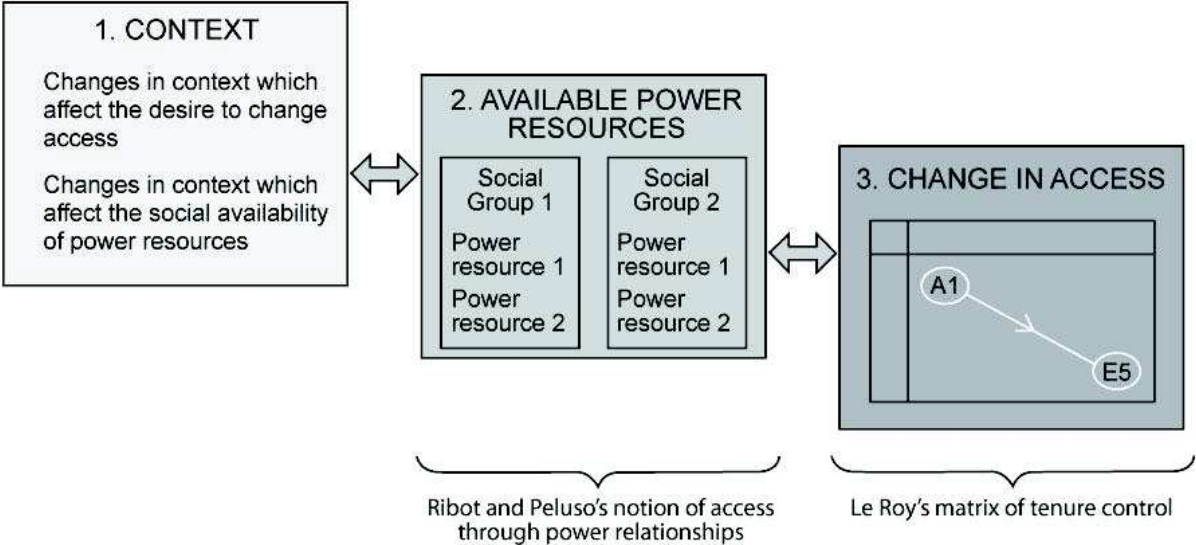 1. CONTEXT
Changes in context which
affect the desire to change
access
Changes in context which
affect the social availability
of power resources
2. AVAILABLE POWER
RESOURCES
Social
Group 1
Power
resource 1
Power
resource 2
Social
Group 2
Power
resource 1
Power
resource 2
3. CHANGE IN ACCESS
A1
E5
Ribot and Peluso's notion of access
through power relationships
Le Roy's matrix of tenure control